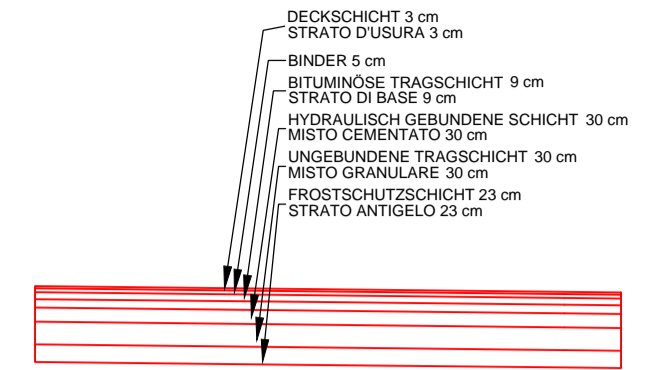 DECKSCHICHT 3 cm
STRATO D'USURA 3 cm
BINDER 5 cm
BITUMINÖSE TRAGSCHICHT 9 cm
STRATO DI BASE 9 cm
HYDRAULISCH GEBUNDENE SCHICHT 30 cm
MISTO CEMENTATO 30 cm
UNGEBUNDENE TRAGSCHICHT 30 cm
MISTO GRANULARE 30 cm
FROSTSCHUTZSCHICHT 23 cm
STRATO ANTIGELO 23 cm